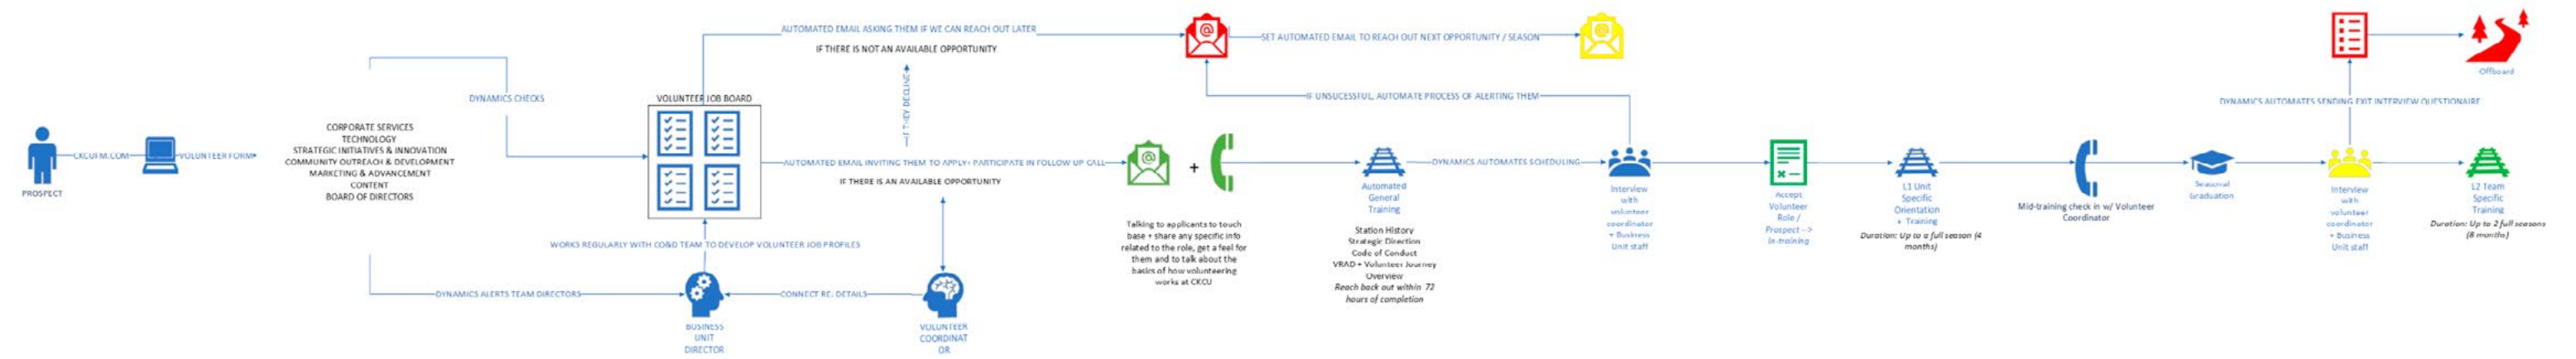 PROSPECT
CKCUFM.COM
VOLUNTEER FORM
CORPORATE SERVICES
TECHNOLOGY
STRATEGIC INITIATIVES & INNOVATION
COMMUNITY OUTREACH & DEVELOPMENT
MARKETING & ADVANCEMENT
CONTENT
BOARD OF DIRECTORS
DYNAMICS CHECKS
DYNAMICS ALERTS TEAM DIRECTORS
VOLUNTEER JOB BOARD
WORKS REGULARLY WITH CO&D TEAM TO DEVELOP VOLUNTEER JOB PROFILES
BUSINESS
UNIT
DIRECTOR
CONNECT RE. DETAILS
VOLUNTEER
COORDINAT
OR
AUTOMATED EMAIL ASKING THEM IF WE CAN REACH OUT LATER
IF THERE IS NOT AN AVAILABLE OPPORTUNITY
IF THEY DECLINE
AUTOMATED EMAIL INVITING THEM TO APPLY+ PARTICIPATE IN FOLLOW UP CALL
IF THERE IS AN AVAILABLE OPPORTUNITY
@
SET AUTOMATED EMAIL TO REACH OUT NEXT OPPORTUNITY / SEASON
@
IF UNSUCESSFUL, AUTOMATE PROCESS OF ALERTING THEM
@
+
Talking to applicants to touch
base + share any specific info
related to the role, get a feel for
them and to talk about the
basics of how volunteering
works at CKCU
Automated
General
Training
Station History
Strategic Direction
Code of Conduct
VRAD + Volunteer Journey
Overview
Reach back out within 72
hours of completion
DYNAMICS AUTOMATES SCHEDULING
Interview
with
volunteer
coordinator
+ Business
Unit staff
Accept
Volunteer
Role /
Prospect -->
In-training
L1 Unit
Specific
Orientation
+ Training
Duration: Up to a full season (4
months)
Mid-training check in w/ Volunteer
Coordinator
Seasonal
Graduation
DYNAMICS AUTOMATES SENDING EXIT INTERVIEW QUESTIONAIRE
Interview
with
volunteer
coordinator
+ Business
Unit staff
Offboard
L2 Team
Specific
Training
Duration: Up to 2 full seasons
(8 months)